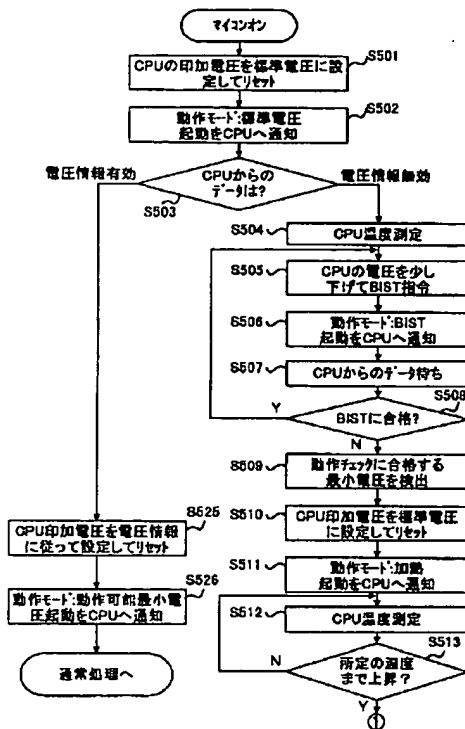 マイコンオン
S501
CPUの印加電圧を標準電圧に設
定してリセット
S502
動作モード:標準電圧
起動をCPUへ通知
電圧情報有効
CPUからの
データは?
電圧情報無効
S503
S504
CPU温度測定
S505
CPUの電圧を少し
下げてBIST指令
S506
動作モード:BIST
起動をCPUへ通知
S507
CPUからのデータ待ち
S508
Y
BISTに合格?
N
S509
動作チェックに合格する
最小電圧を検出
S510
CPU印加電圧を標準電圧
に設定してリセット
S511
動作モード:加熱
起動をCPUへ通知
S512
CPU温度測定
S513
N
所定の温度
まで上昇?
Y
①
S525
CPU印加電圧を電圧情報
に従って設定してリセット
S526
動作モード:動作可能最小電
圧起動をCPUへ通知
通常処理へ